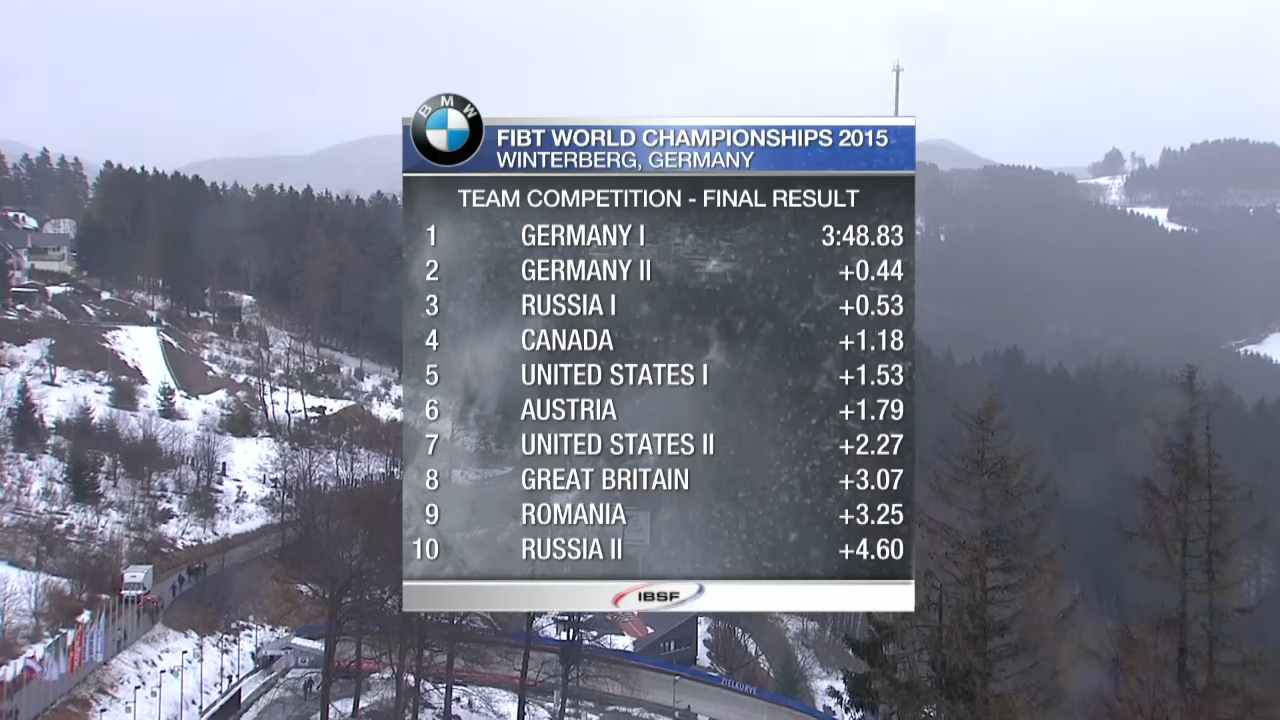 BMW
FIBT WORLD CHAMPIONSHIPS 2015
WINTERBERG, GERMANY
TEAM COMPETITION - FINAL RESULT
1 GERMANY I 3:48.83
2 GERMANY II +0.44
3 RUSSIA I +0.53
4 CANADA +1.18
5 UNITED STATES I +1.53
6 AUSTRIA +1.79
7 UNITED STATES II +2.27
8 GREAT BRITAIN +3.07
9 ROMANIA +3.25
10 RUSSIA II +4.60
IBSF
ZIELKURVE